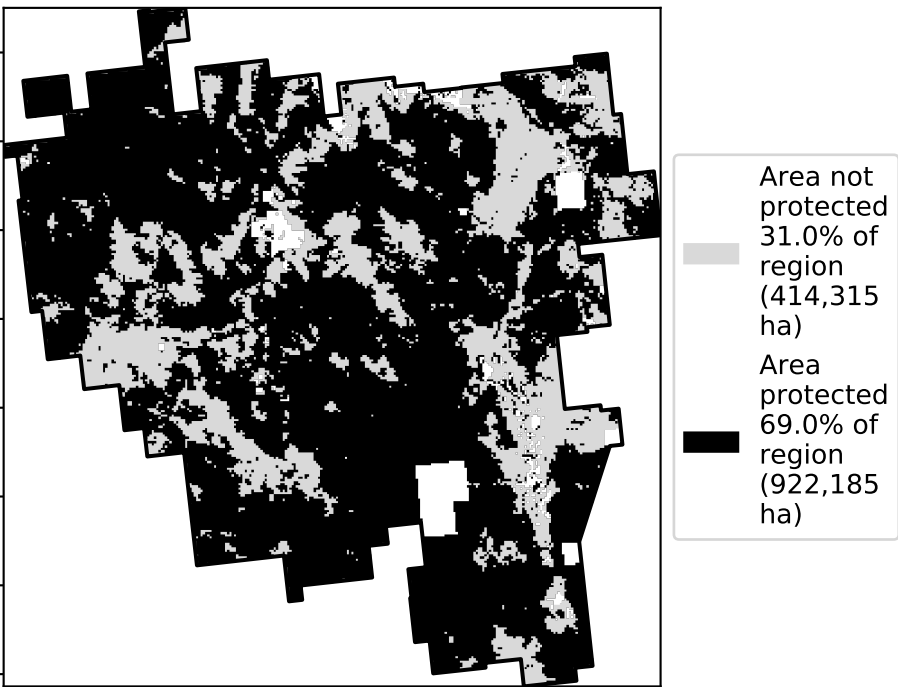 Area not
protected
31.0% of
region
(414,315
ha)
Area
protected
69.0% of
region
(922,185
ha)